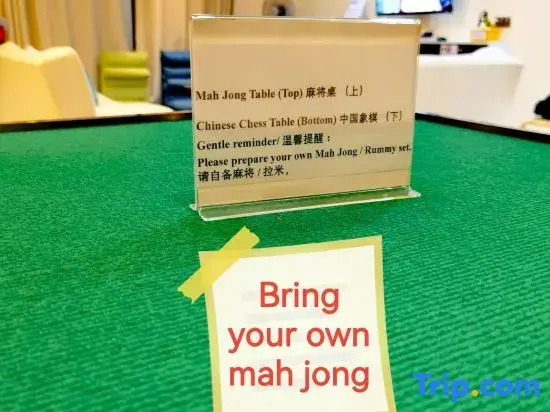 Mah Jong Table (Top) 麻将桌 （上）
Chinese Chess Table (Bottom) 中国象棋 （下）
Gentle reminder/ 温馨提醒：
Please prepare your own Mah Jong / Rummy set.
请自备麻将 / 拉米。
Bring
your own
mah jong
Trip.com